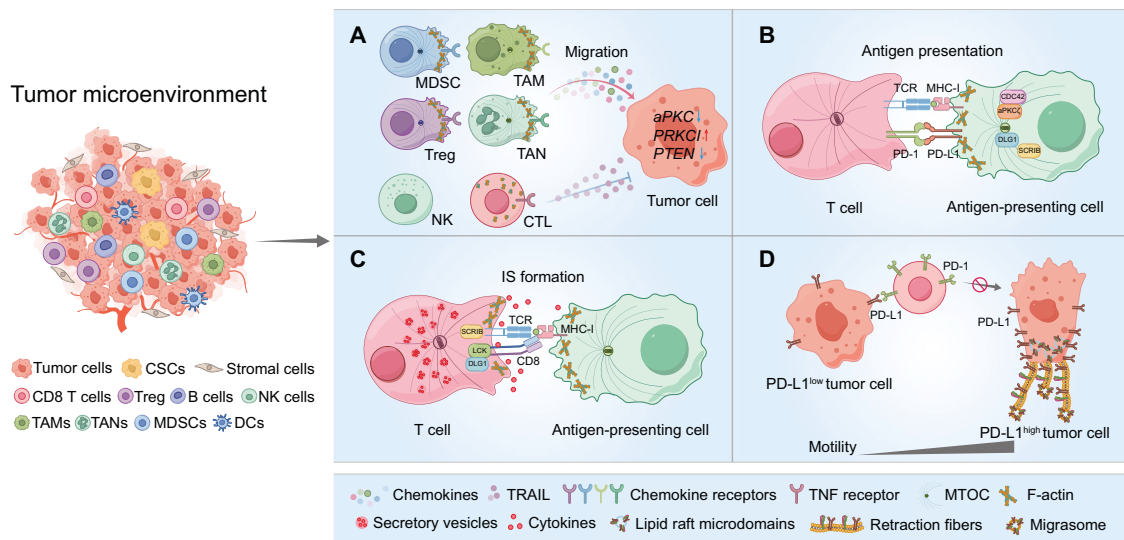 Tumor microenvironment
Tumor cells CSCs Stromal cells
CD8 T cells Treg B cells NK cells
TAMs TANs MDSCs DCs
A
MDSC TAM
Migration
Treg TAN
NK CTL
aPKC ↓
PRKCI ↑
PTEN ↓
Tumor cell
B
Antigen presentation
TCR MHC-I
CDC42
aPKCζ
DLG1
SCRIB
PD-1 PD-L1
T cell Antigen-presenting cell
C
IS formation
TCR
MHC-I
SCRIB
LCK
DLG1
CD8
T cell Antigen-presenting cell
D
PD-1
PD-L1
PD-L1
PD-L1low tumor cell
PD-L1high tumor cell
Motility
Chemokines TRAIL Chemokine receptors TNF receptor MTOC F-actin
Secretory vesicles Cytokines Lipid raft microdomains Retraction fibers Migrasome